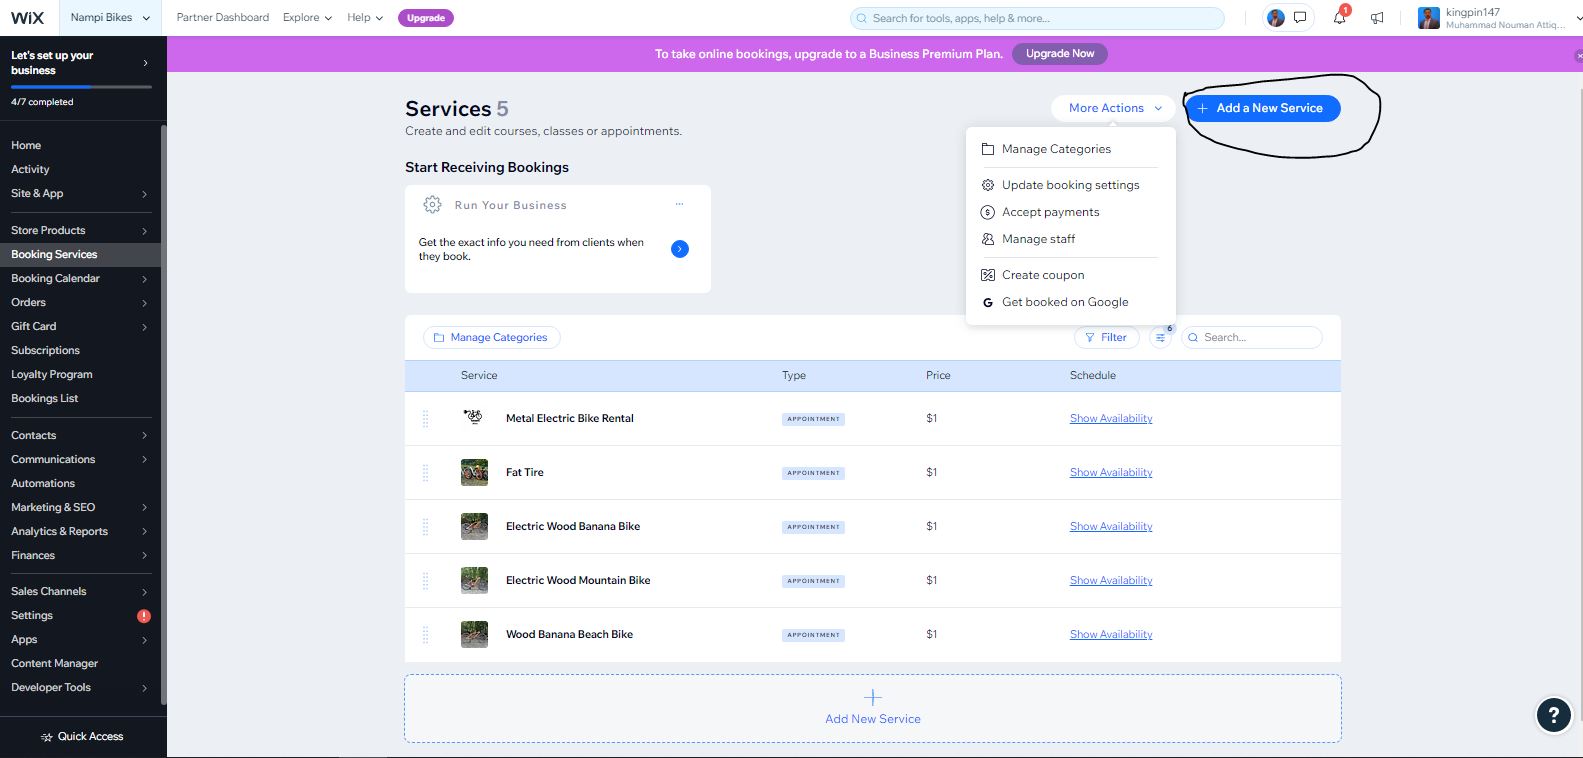 WiX
Nampi Bikes
Partner Dashboard
Explore
Help
Upgrade
Search for tools, apps, help & more...
1
kingpin147
Muhammad Nouman Attiq...
To take online bookings, upgrade to a Business Premium Plan.
Upgrade Now
Let's set up your
business
4/7 completed
Home
Activity
Site & App
Store Products
Booking Services
Booking Calendar
Orders
Gift Card
Subscriptions
Loyalty Program
Bookings List
Contacts
Communications
Automations
Marketing & SEO
Analytics & Reports
Finances
Sales Channels
Settings
!
Apps
Content Manager
Developer Tools
Quick Access
Services 5
Create and edit courses, classes or appointments.
More Actions
+ Add a New Service
Manage Categories
Update booking settings
Accept payments
Manage staff
Create coupon
G Get booked on Google
Start Receiving Bookings
Run Your Business
...
Get the exact info you need from clients when
they book.
Manage Categories
Filter
6
Search...
Service Type Price Schedule
Metal Electric Bike Rental APPOINTMENT $1 Show Availability
Fat Tire APPOINTMENT $1 Show Availability
Electric Wood Banana Bike APPOINTMENT $1 Show Availability
Electric Wood Mountain Bike APPOINTMENT $1 Show Availability
Wood Banana Beach Bike APPOINTMENT $1 Show Availability
+
Add New Service
?